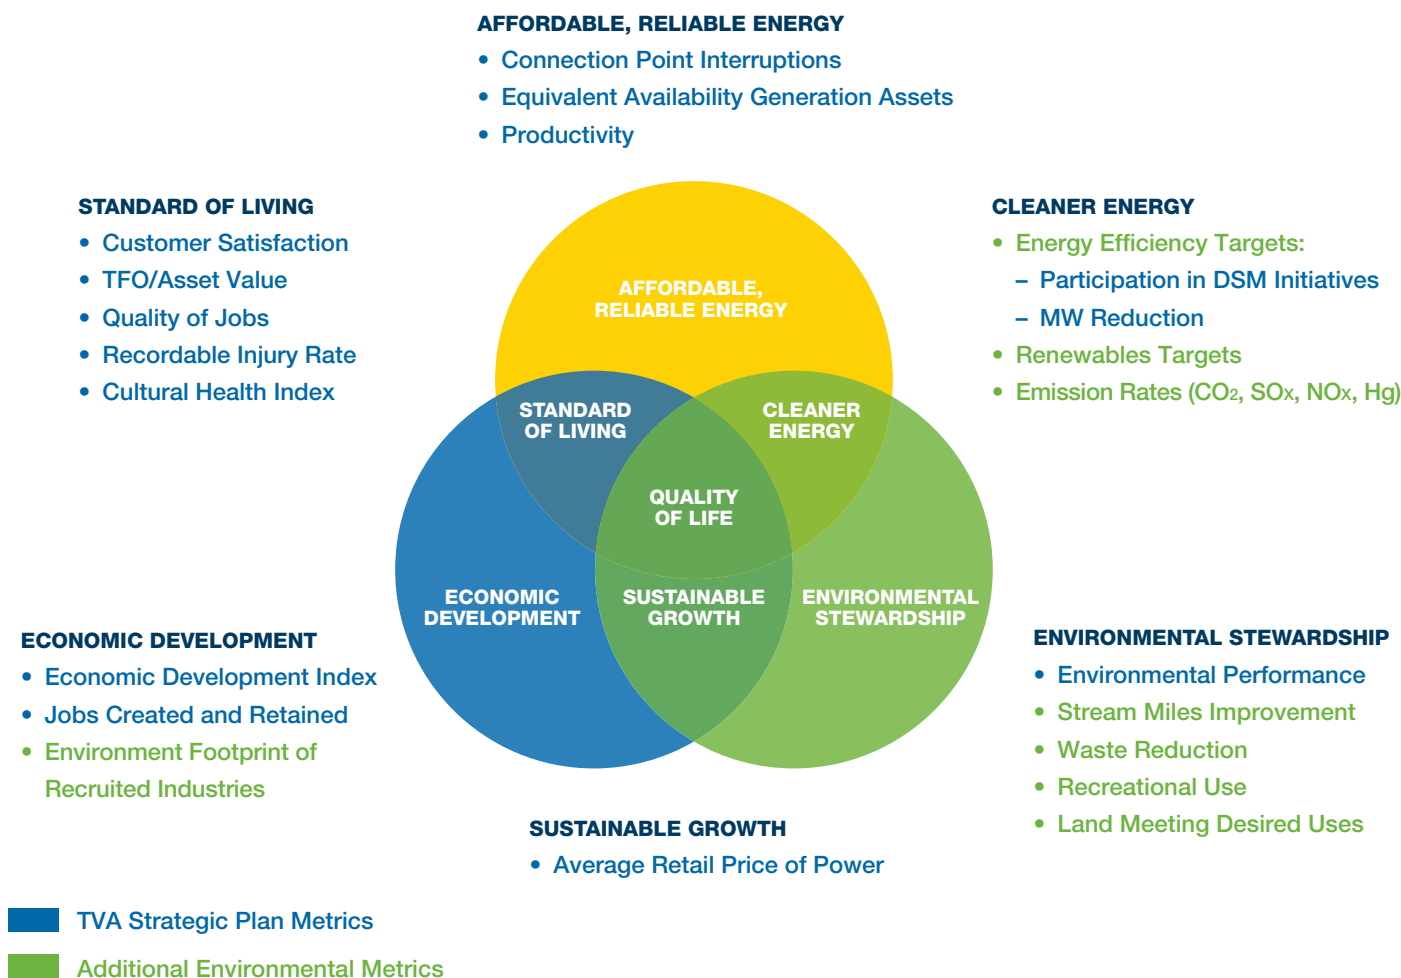 AFFORDABLE, RELIABLE ENERGY
• Connection Point Interruptions
• Equivalent Availability Generation Assets
• Productivity
STANDARD OF LIVING
• Customer Satisfaction
• TFO/Asset Value
• Quality of Jobs
• Recordable Injury Rate
• Cultural Health Index
CLEANER ENERGY
• Energy Efficiency Targets:
– Participation in DSM Initiatives
– MW Reduction
• Renewables Targets
• Emission Rates (CO2, SOX, NOX, Hg)
AFFORDABLE,
RELIABLE ENERGY
STANDARD
OF LIVING
CLEANER
ENERGY
QUALITY
OF LIFE
ECONOMIC
DEVELOPMENT
SUSTAINABLE
GROWTH
ENVIRONMENTAL
STEWARDSHIP
ECONOMIC DEVELOPMENT
• Economic Development Index
• Jobs Created and Retained
• Environment Footprint of
Recruited Industries
ENVIRONMENTAL STEWARDSHIP
• Environmental Performance
• Stream Miles Improvement
• Waste Reduction
• Recreational Use
• Land Meeting Desired Uses
SUSTAINABLE GROWTH
• Average Retail Price of Power
TVA Strategic Plan Metrics
Additional Environmental Metrics